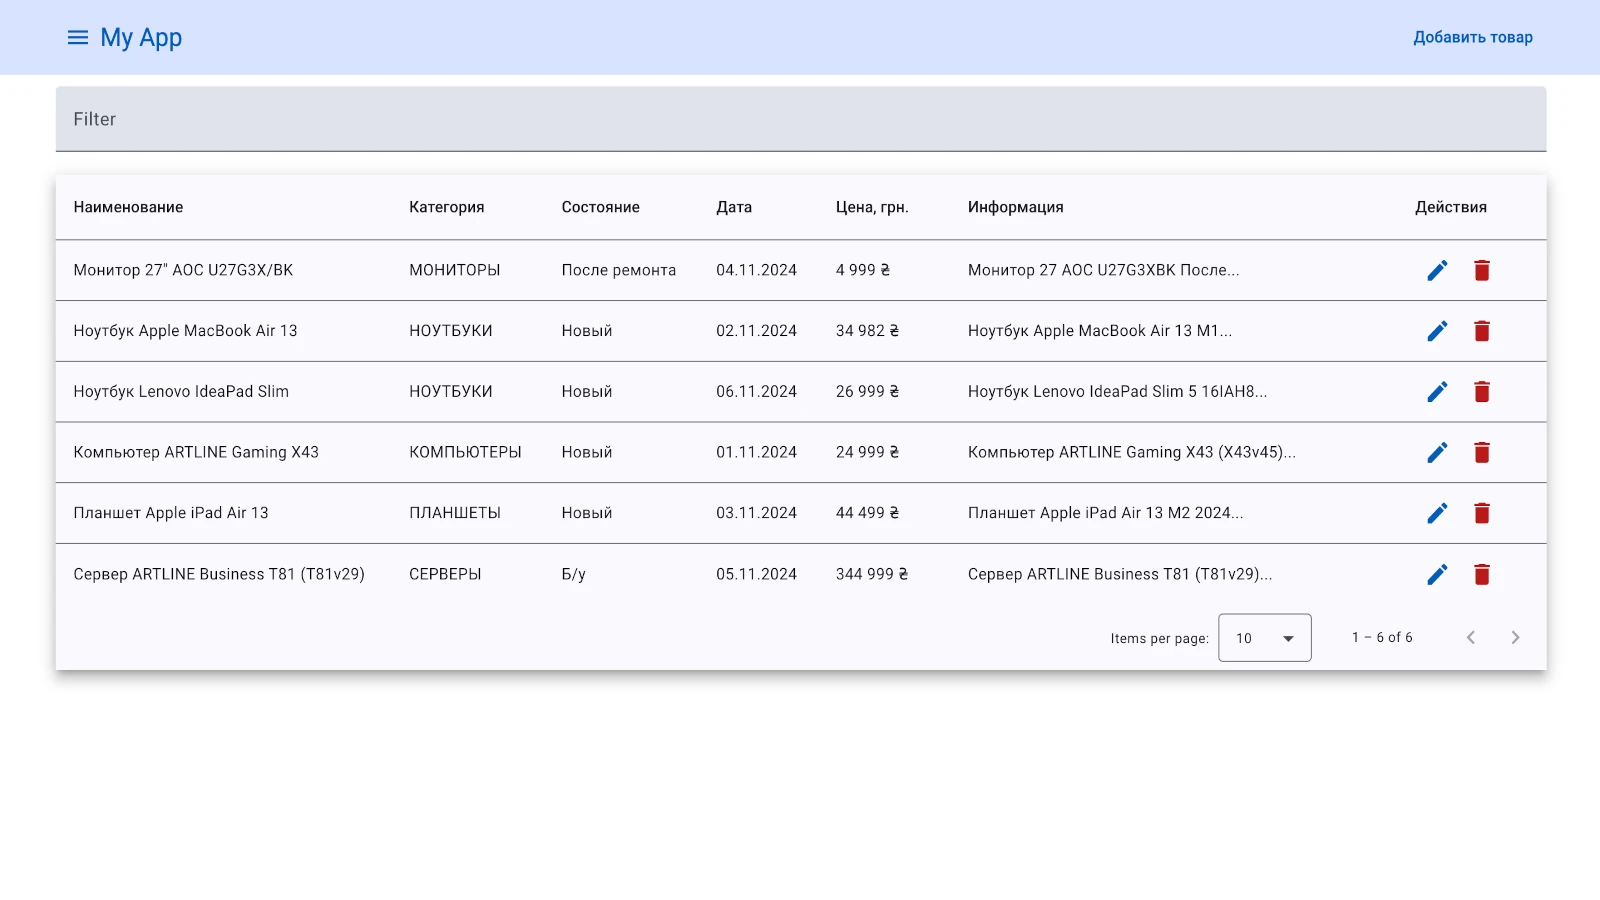 My App Добавить товар
Filter
Наименование Категория Состояние Дата Цена, грн. Информация Действия
Монитор 27" AOC U27G3X/BK МОНИТОРЫ После ремонта 04.11.2024 4 999 ₴ Монитор 27 AOC U27G3XBK После...
Ноутбук Apple MacBook Air 13 НОУТБУКИ Новый 02.11.2024 34 982 ₴ Ноутбук Apple MacBook Air 13 M1...
Ноутбук Lenovo IdeaPad Slim НОУТБУКИ Новый 06.11.2024 26 999 ₴ Ноутбук Lenovo IdeaPad Slim 5 16IAH8...
Компьютер ARTLINE Gaming X43 КОМПЬЮТЕРЫ Новый 01.11.2024 24 999 ₴ Компьютер ARTLINE Gaming X43 (X43v45)...
Планшет Apple iPad Air 13 ПЛАНШЕТЫ Новый 03.11.2024 44 499 ₴ Планшет Apple iPad Air 13 M2 2024...
Сервер ARTLINE Business T81 (T81v29) СЕРВЕРЫ Б/у 05.11.2024 344 999 ₴ Сервер ARTLINE Business T81 (T81v29)...
Items per page: 10 1 – 6 of 6